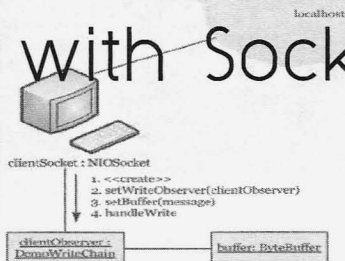 localhost
with Sock
clientSocket : NIOSocket
1. <<create>>
2. setWriteObserver(clientObserver)
3. setBuffer(message)
4. handleWrite
clientObserver :
DemoWriteChain
buffer: ByteBuffer